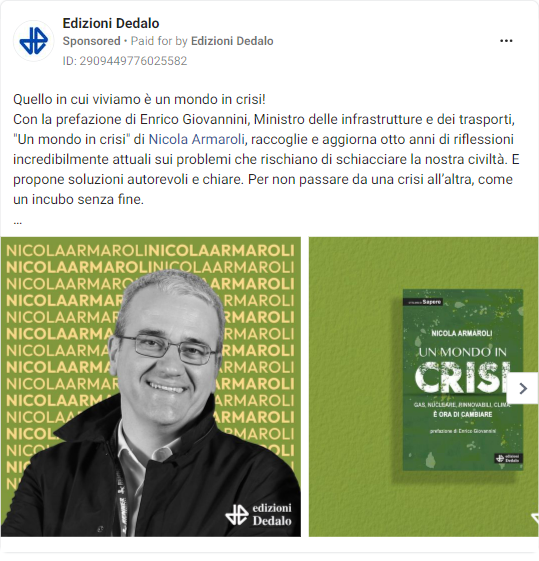 Edizioni Dedalo
Sponsored • Paid for by Edizioni Dedalo
ID: 2909449776025582
Quello in cui viviamo è un mondo in crisi!
Con la prefazione di Enrico Giovannini, Ministro delle infrastrutture e dei trasporti,
"Un mondo in crisi" di Nicola Armaroli, raccoglie e aggiorna otto anni di riflessioni
incredibilmente attuali sui problemi che rischiano di schiacciare la nostra civiltà. E
propone soluzioni autorevoli e chiare. Per non passare da una crisi all’altra, come
un incubo senza fine.
...
NICOLAARMAROLINICOLAARMAROLI
NICOLAARMAROLINICOLAARMAROLI
edizioni
Dedalo
Sapere
NICOLA ARMAROLI
UN MONDO IN
CRISI
GAS, NUCLEARE, RINNOVABILI, CLIMA:
È ORA DI CAMBIARE
prefazione di Enrico Giovannini
edizioni
Dedalo